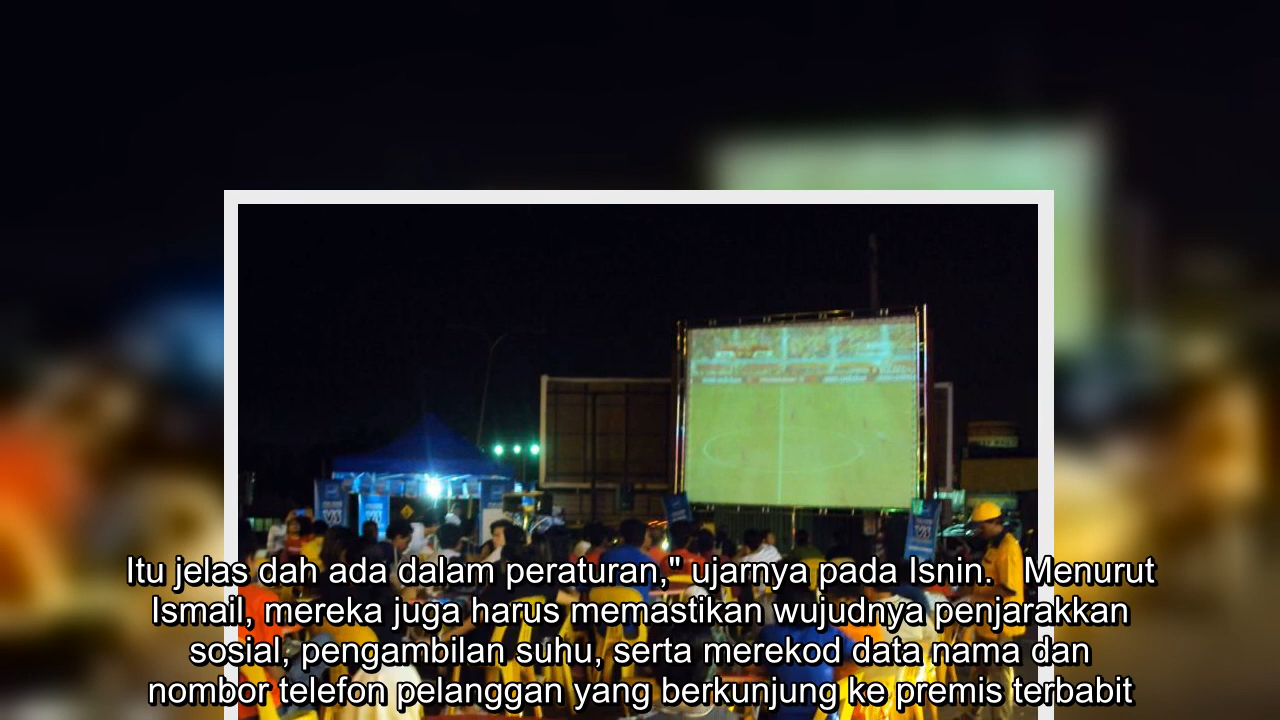 Itu jelas dah ada dalam peraturan," ujarnya pada Isnin.   Menurut
Ismail, mereka juga harus memastikan wujudnya penjarakkan
sosial, pengambilan suhu, serta merekod data nama dan
nombor telefon pelanggan yang berkunjung ke premis terbabit